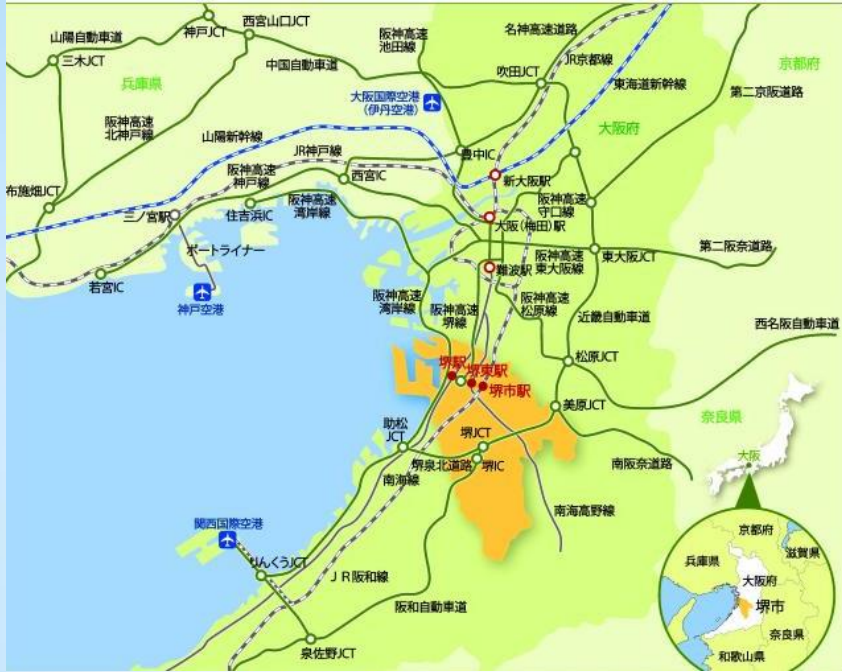 山陽自動車道
神戸JCT
西宮山口JCT
三木JCT
兵庫県
中国自動車道
阪神高速
池田線
名神高速道路
JR京都線
吹田JCT
東海道新幹線
京都府
第二京阪道路
大阪国際空港
(伊丹空港)
大阪府
阪神高速
北神戸線
山陽新幹線
JR神戸線
豊中IC
阪神高速
神戸線
西宮IC
新大阪駅
布施畑JCT
三ノ宮駅
住吉浜IC
阪神高速
湾岸線
大阪(梅田)駅
阪神高速
守口線
ポートライナー
難波駅
阪神高速
東大阪線
東大阪JCT
第二阪奈道路
若宮IC
神戸空港
阪神高速
湾岸線
阪神高速
堺線
阪神高速
松原線
近畿自動車道
西名阪自動車道
松原JCT
堺駅
堺東駅
堺市駅
美原JCT
奈良県
助松
JCT
堺JCT
堺泉北道路
堺IC
南海線
南阪奈道路
大阪
南海高野線
関西国際空港
りんくうJCT
JR阪和線
阪和自動車道
泉佐野JCT
京都府
滋賀県
兵庫県
大阪府
堺市
奈良県
和歌山県